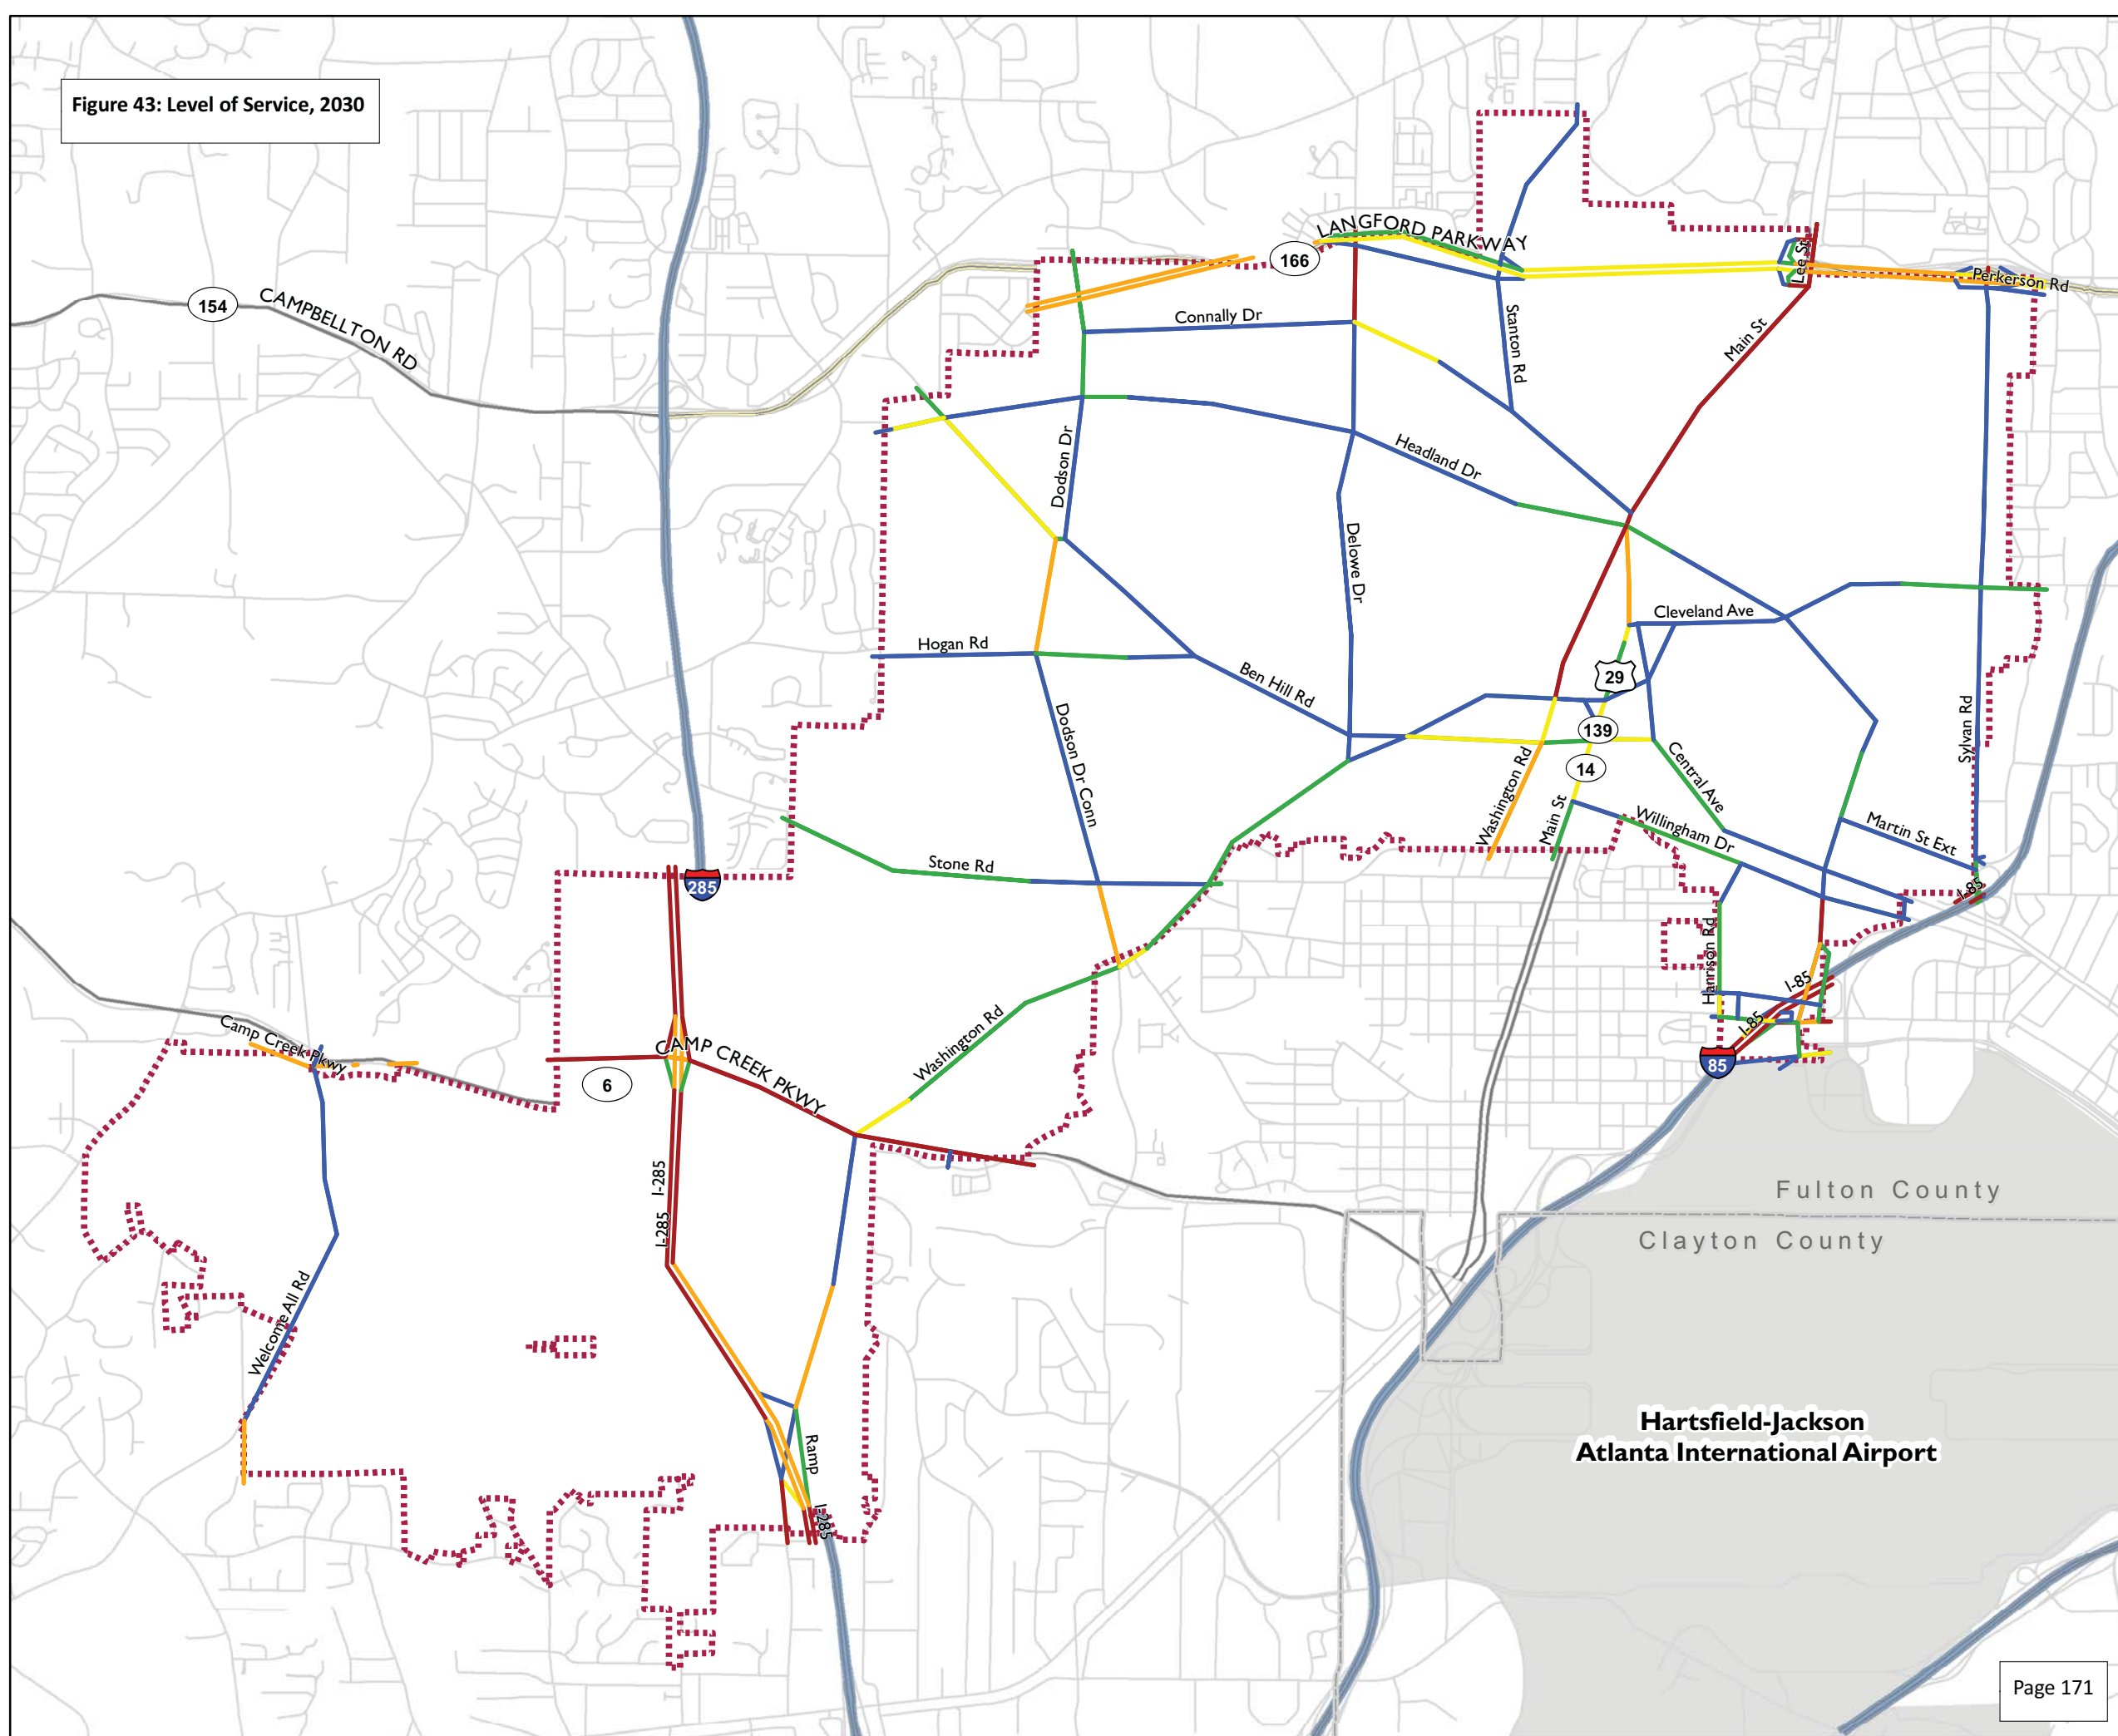 Figure 43: Level of Service, 2030
154
CAMPBELLTON RD
166
LANGFORD PARKWAY
Lee St
Perkerson Rd
Connally Dr
Stanton Rd
Main St
Dodson Dr
Headland Dr
Delowe Dr
Cleveland Ave
Hogan Rd
Ben Hill Rd
29
139
14
Dodson Dr Conn
Washington Rd
Main St
Central Ave
Sylvan Rd
Willingham Dr
Martin St Ext
Stone Rd
285
I-85
Harrison Rd
I-85
I-85
85
Camp Creek Pkwy
CAMP CREEK PKWY
6
Washington Rd
I-285
I-285
Fulton County
Clayton County
Welcome All Rd
Ramp
I-285
Hartsfield-Jackson
Atlanta International Airport
Page 171